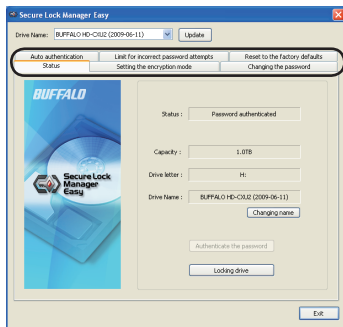 Secure Lock Manager Easy
Drive Name: BUFFALO HD-CXU2 (2009-06-11) Update
Auto authentication Limit for incorrect password attempts Reset to the factory defaults
Status Setting the encryption mode Changing the password
BUFFALO
Secure Lock
Manager
Easy
Status : Password authenticated
Capacity : 1.0TB
Drive letter : H:
Drive Name : BUFFALO HD-CXU2 (2009-06-11)
Changing name
Authenticate the password
Locking drive
Exit